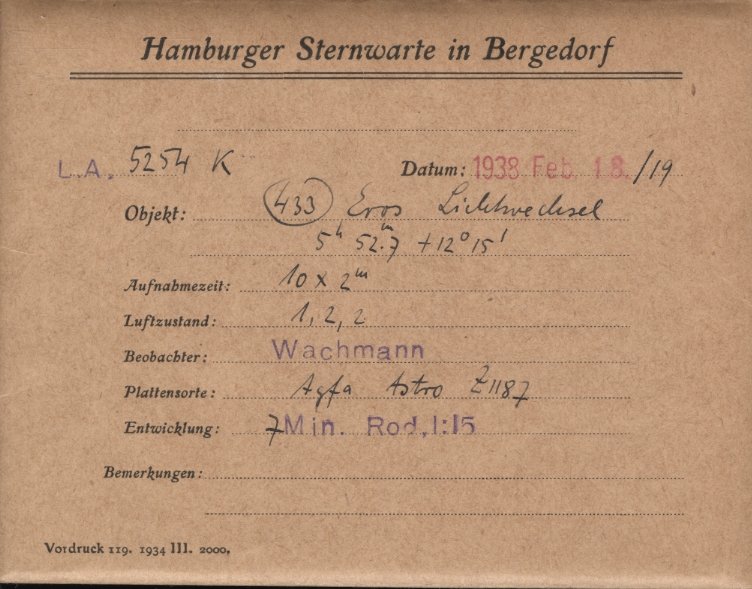 Hamburger Sternwarte in Bergedorf
L.A. 5254 K Datum: 1938 Feb. 18./19
Objekt: (433) Eros Lichtwechsel
5ʰ 52.ᵐ7 +12° 15'
Aufnahmezeit: 10 x 2ᵐ
Luftzustand: 1, 2, 2
Beobachter: Wachmann
Plattensorte: Agfa Astro Z1187
Entwicklung: 7 Min. Rod. 1:15
Bemerkungen:
Vordruck 119. 1934 III. 2000.